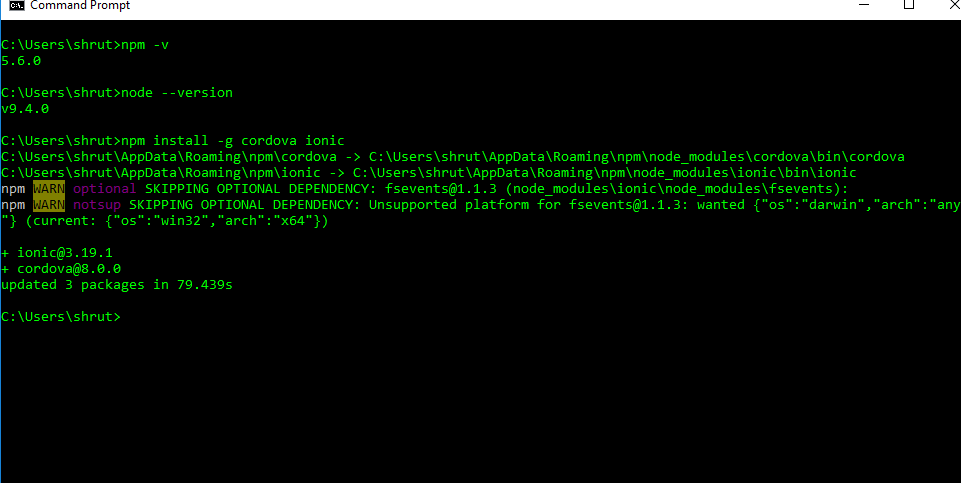 Command Prompt
C:\Users\shrut>npm -v
5.6.0
C:\Users\shrut>node --version
v9.4.0
C:\Users\shrut>npm install -g cordova ionic
C:\Users\shrut\AppData\Roaming\npm\cordova -> C:\Users\shrut\AppData\Roaming\npm\node_modules\cordova\bin\cordova
C:\Users\shrut\AppData\Roaming\npm\ionic -> C:\Users\shrut\AppData\Roaming\npm\node_modules\ionic\bin\ionic
npm WARN optional SKIPPING OPTIONAL DEPENDENCY: fsevents@1.1.3 (node_modules\ionic\node_modules\fsevents):
npm WARN notsup SKIPPING OPTIONAL DEPENDENCY: Unsupported platform for fsevents@1.1.3: wanted {"os":"darwin","arch":"any
"} (current: {"os":"win32","arch":"x64"})
+ ionic@3.19.1
+ cordova@8.0.0
updated 3 packages in 79.439s
C:\Users\shrut>